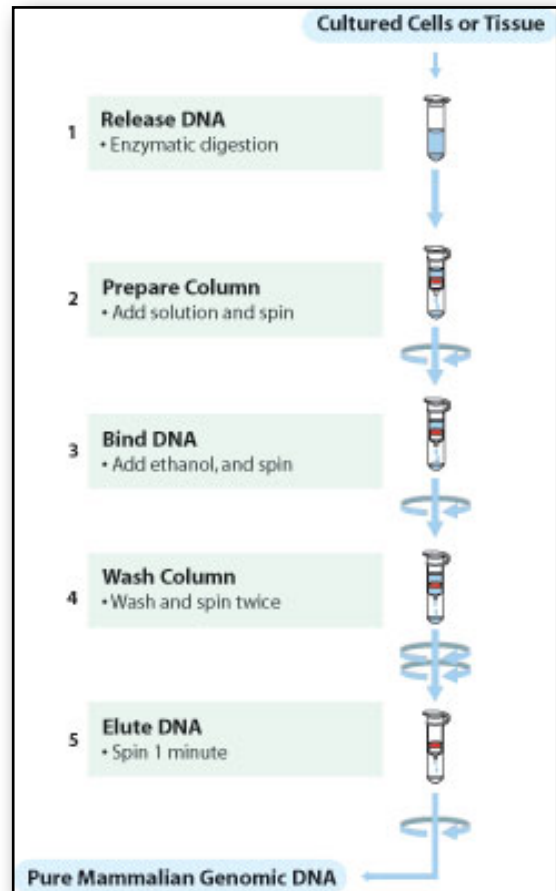 Cultured Cells or Tissue
1
Release DNA
• Enzymatic digestion
2
Prepare Column
• Add solution and spin
3
Bind DNA
• Add ethanol, and spin
4
Wash Column
• Wash and spin twice
5
Elute DNA
• Spin 1 minute
Pure Mammalian Genomic DNA